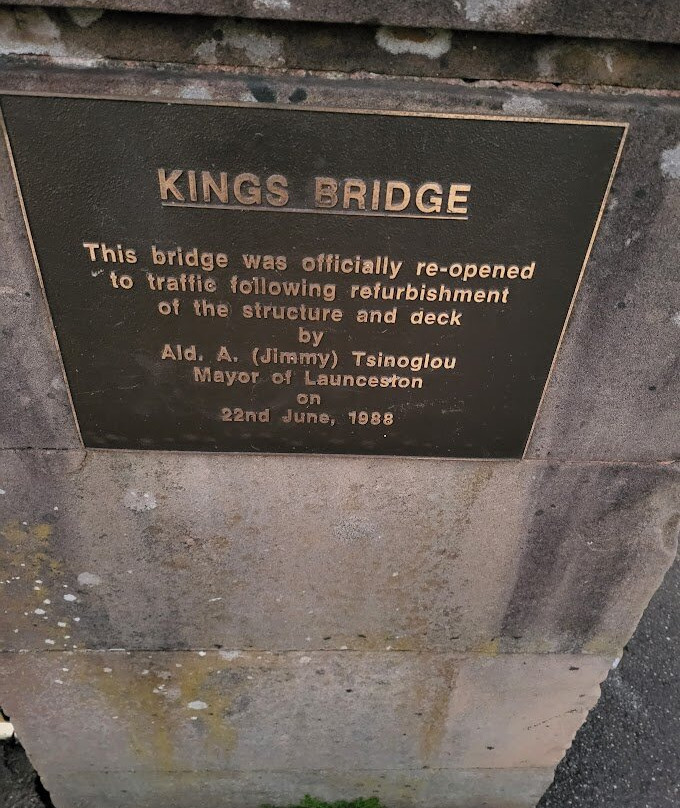 KINGS BRIDGE
This bridge was officially re-opened
to traffic following refurbishment
of the structure and deck
by
Ald. A. (Jimmy) Tsinoglou
Mayor of Launceston
on
22nd June, 1988